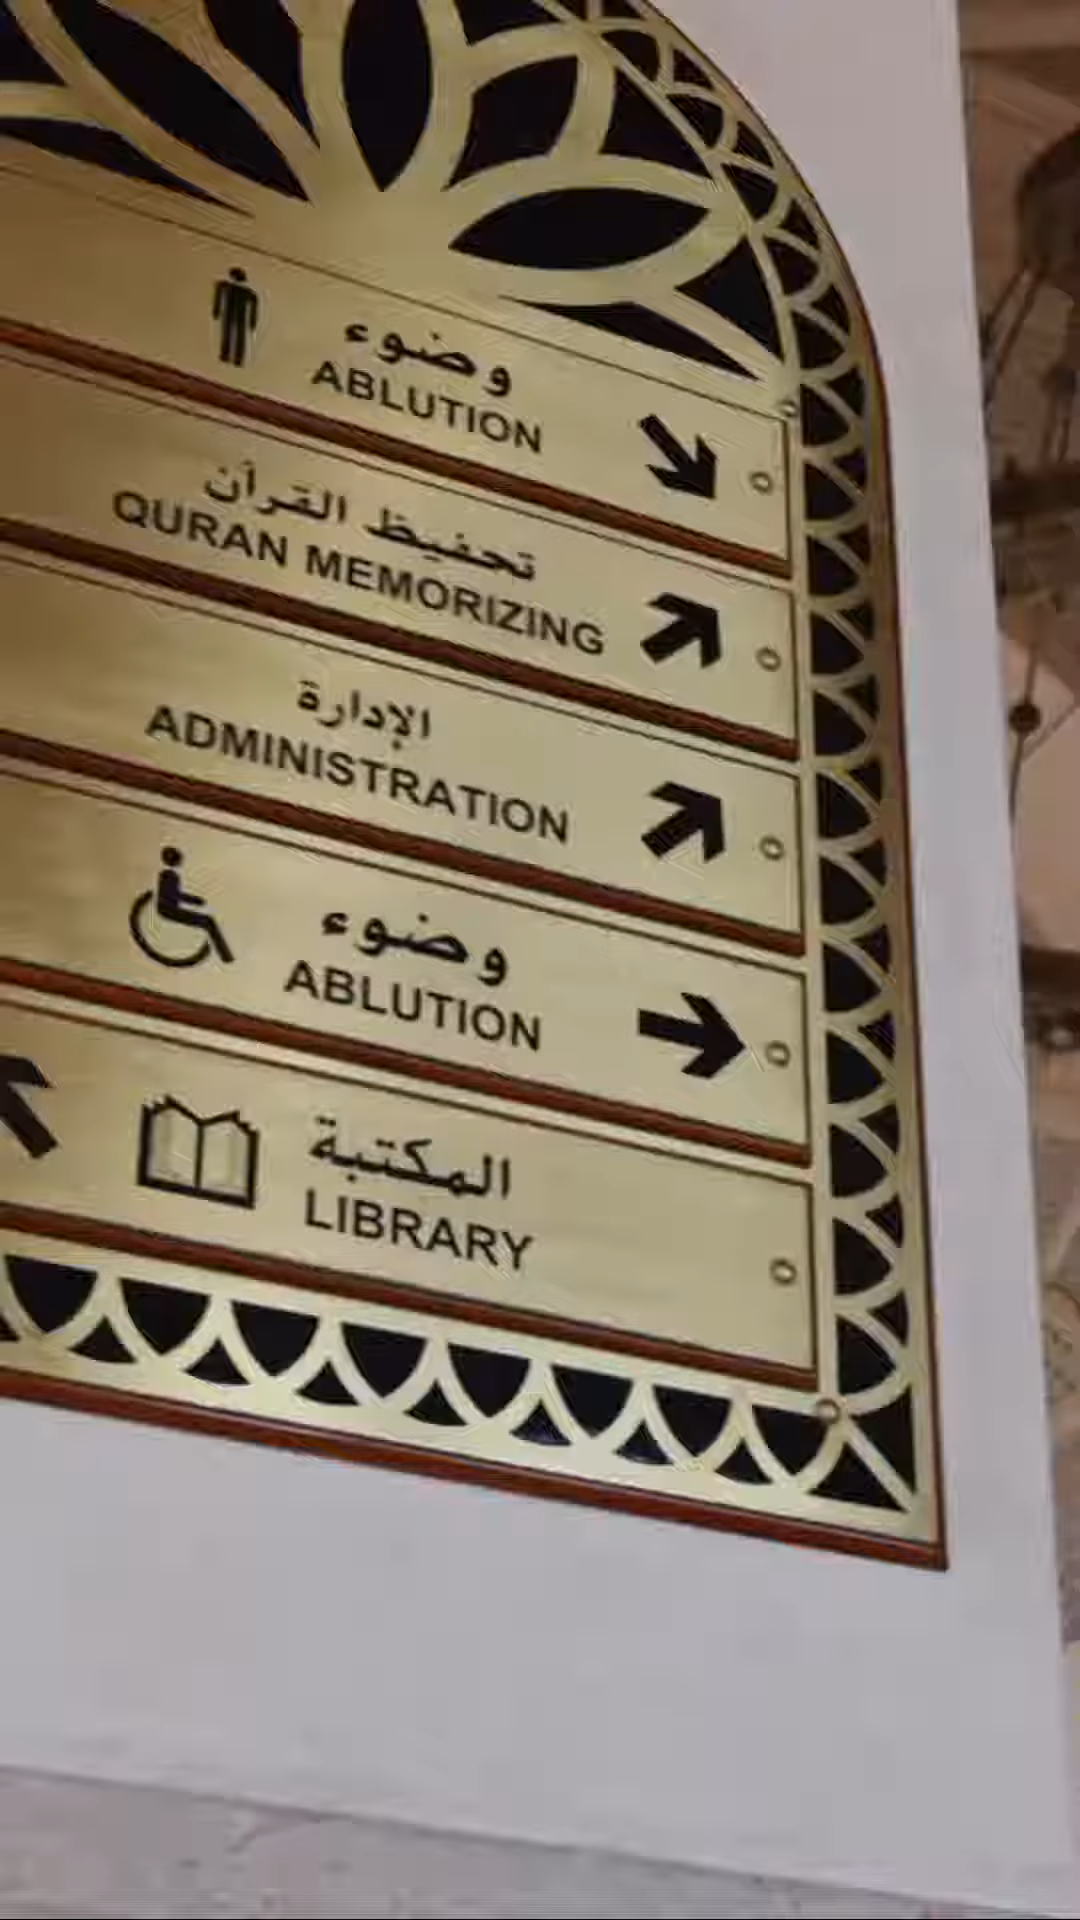 وضوء
ABLUTION
تحفيظ القرآن
QURAN MEMORIZING
الإدارة
ADMINISTRATION
وضوء
ABLUTION
المكتبة
LIBRARY